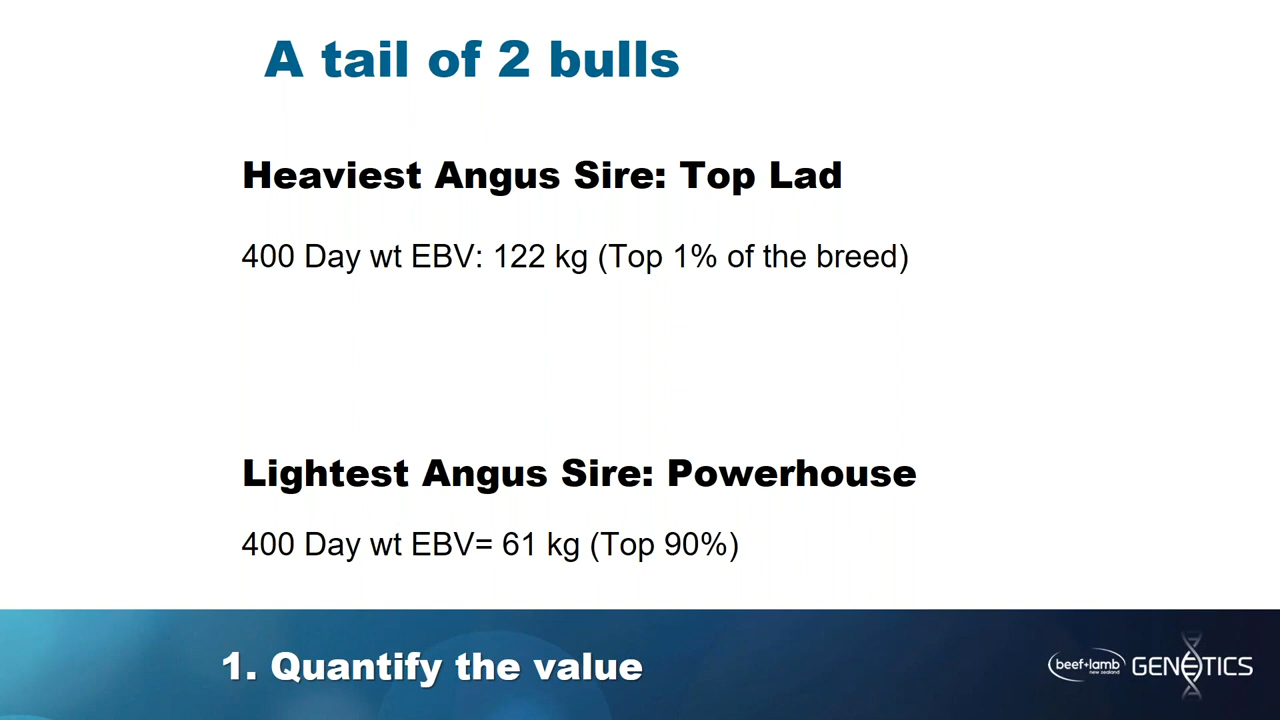 A tail of 2 bulls
Heaviest Angus Sire: Top Lad
400 Day wt EBV: 122 kg (Top 1% of the breed)
Lightest Angus Sire: Powerhouse
400 Day wt EBV= 61 kg (Top 90%)
1. Quantify the value
beef+lamb
new zealand
GENETICS